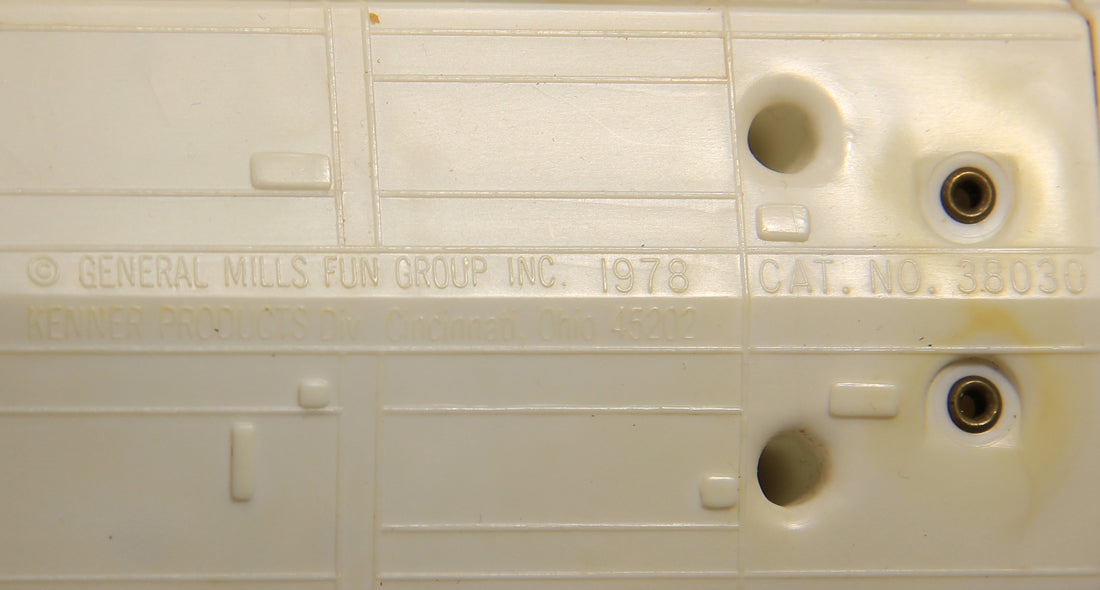 © GENERAL MILLS FUN GROUP INC. 1978 CAT. NO. 38030
KENNER PRODUCTS Div. Cincinnati, Ohio 45202